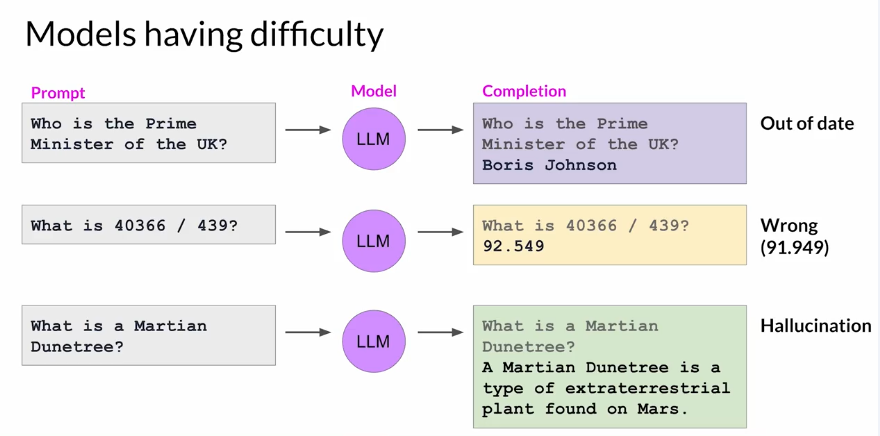 Models having difficulty
Prompt
Model
Completion
Who is the Prime
Minister of the UK?
LLM
Who is the Prime
Minister of the UK?
Boris Johnson
Out of date
What is 40366 / 439?
LLM
What is 40366 / 439?
92.549
Wrong
(91.949)
What is a Martian
Dunetree?
LLM
What is a Martian
Dunetree?
A Martian Dunetree is a
type of extraterrestrial
plant found on Mars.
Hallucination